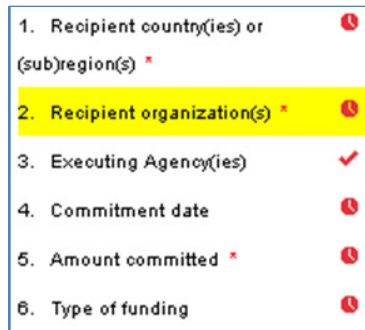 1. Recipient country(ies) or
(sub)region(s) *
2. Recipient organization(s) *
3. Executing Agency(ies)
4. Commitment date
5. Amount committed *
6. Type of funding